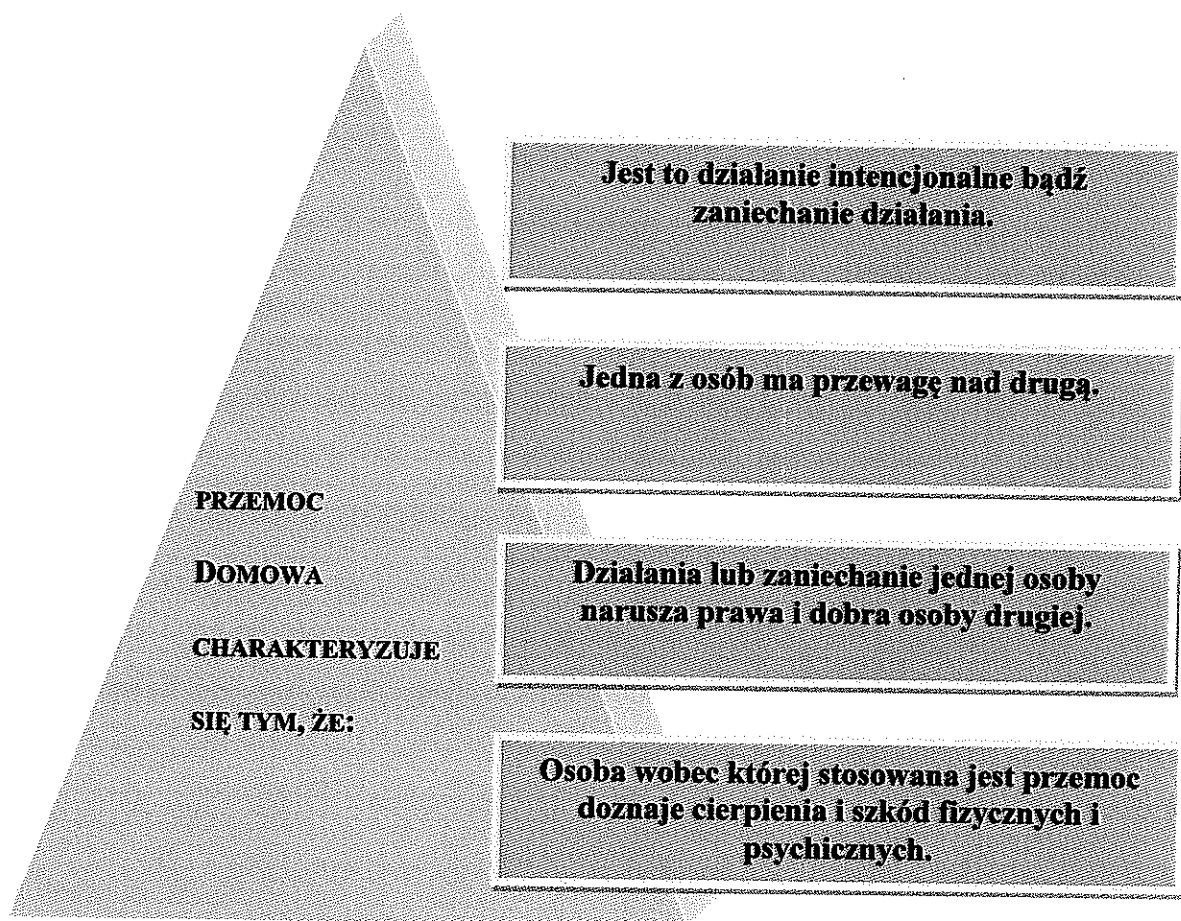 Jest to działanie intencjonalne bądź
zaniechanie działania.
Jedna z osób ma przewagę nad drugą.
PRZEMOC
DOMOWA
CHARAKTERYZUJE
SIĘ TYM, ŻE:
Działania lub zaniechanie jednej osoby
narusza prawa i dobra osoby drugiej.
Osoba wobec której stosowana jest przemoc
doznaje cierpienia i szkód fizycznych i
psychicznych.